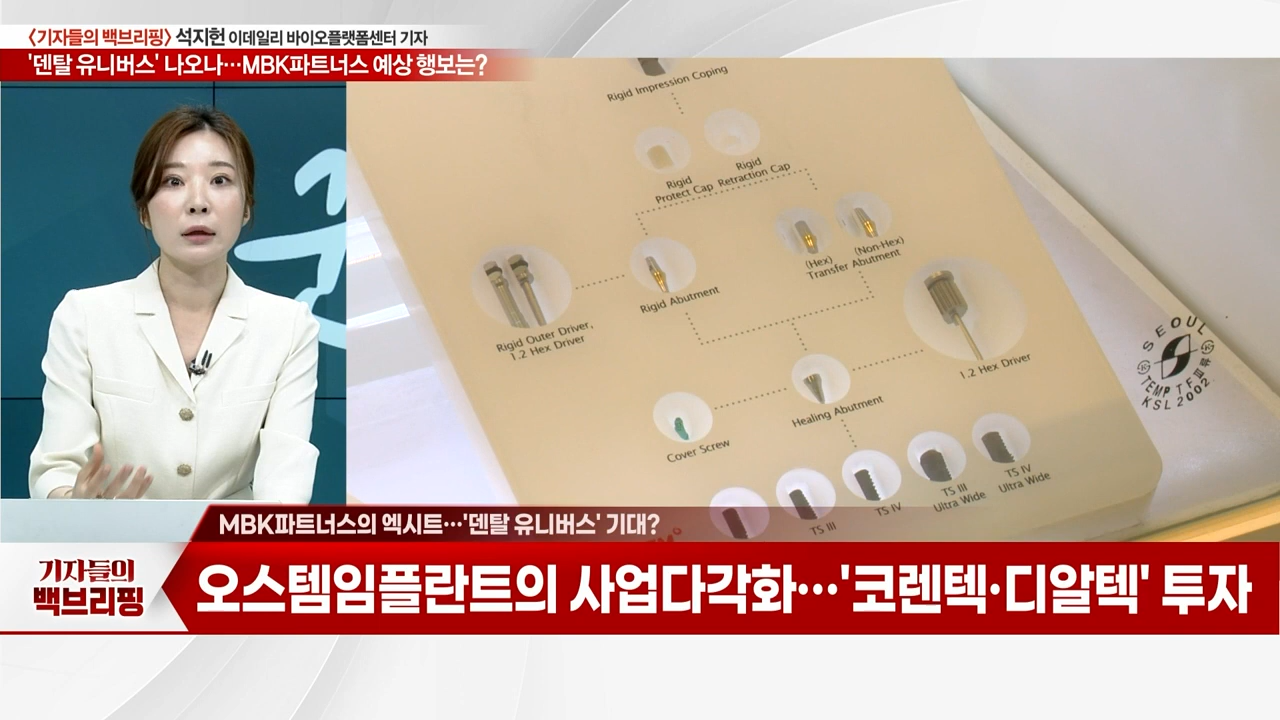 〈기자들의 백브리핑〉 석지헌 이데일리 바이오플랫폼센터 기자
'덴탈 유니버스' 나오나…MBK파트너스 예상 행보는?
Rigid Impression Coping
Rigid
Protect Cap
Rigid
Retraction Cap
(Hex)
(Non-Hex)
Transfer Abutment
Rigid Abutment
Rigid Outer Driver,
1.2 Hex Driver
1.2 Hex Driver
Healing Abutment
Cover Screw
TS III
TS IV
TS III
Ultra Wide
TS IV
Ultra Wide
SEOUL
KSL2002
MBK파트너스의 엑시트…'덴탈 유니버스' 기대?
기자들의
백브리핑
오스템임플란트의 사업다각화…'코렌텍·디알텍' 투자